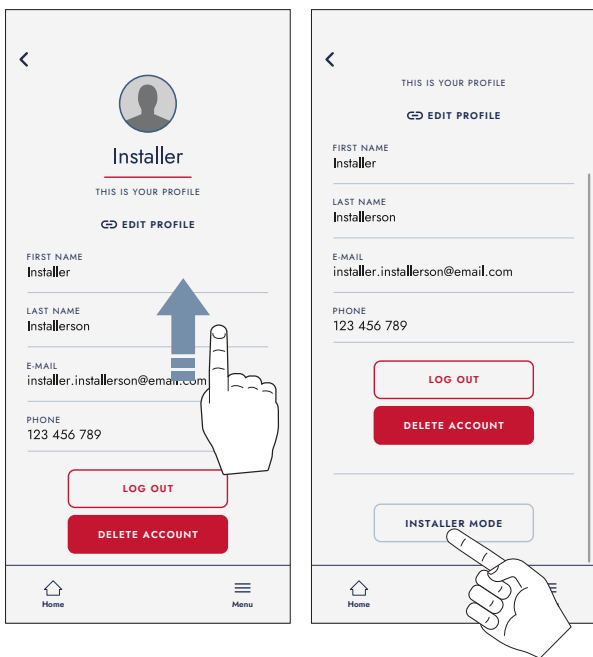 Installer
THIS IS YOUR PROFILE
EDIT PROFILE
FIRST NAME
Installer
LAST NAME
Installerson
E-MAIL
installer.installerson@email.com
PHONE
123 456 789
LOG OUT
DELETE ACCOUNT
Home
Menu
THIS IS YOUR PROFILE
EDIT PROFILE
FIRST NAME
Installer
LAST NAME
Installerson
E-MAIL
installer.installerson@email.com
PHONE
123 456 789
LOG OUT
DELETE ACCOUNT
INSTALLER MODE
Home